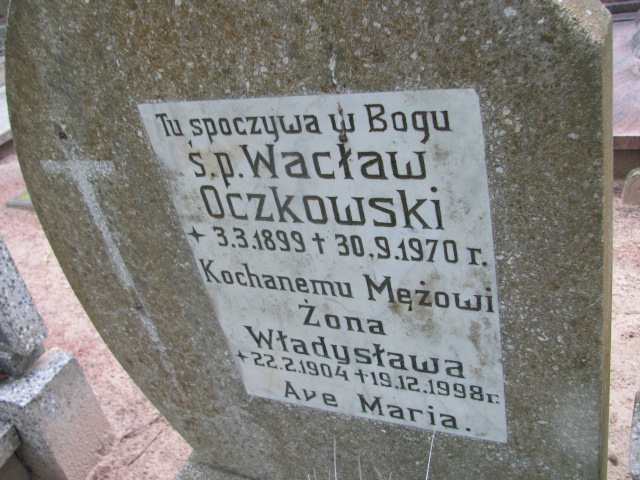 Tu spoczywa w Bogu
ś.p. Wacław
Oczkowski
* 3.3.1899 † 30.9.1970 r.
Kochanemu Mężowi
Żona
Władysława
* 22.2.1904 † 19.12.1998 r.
Ave Maria.